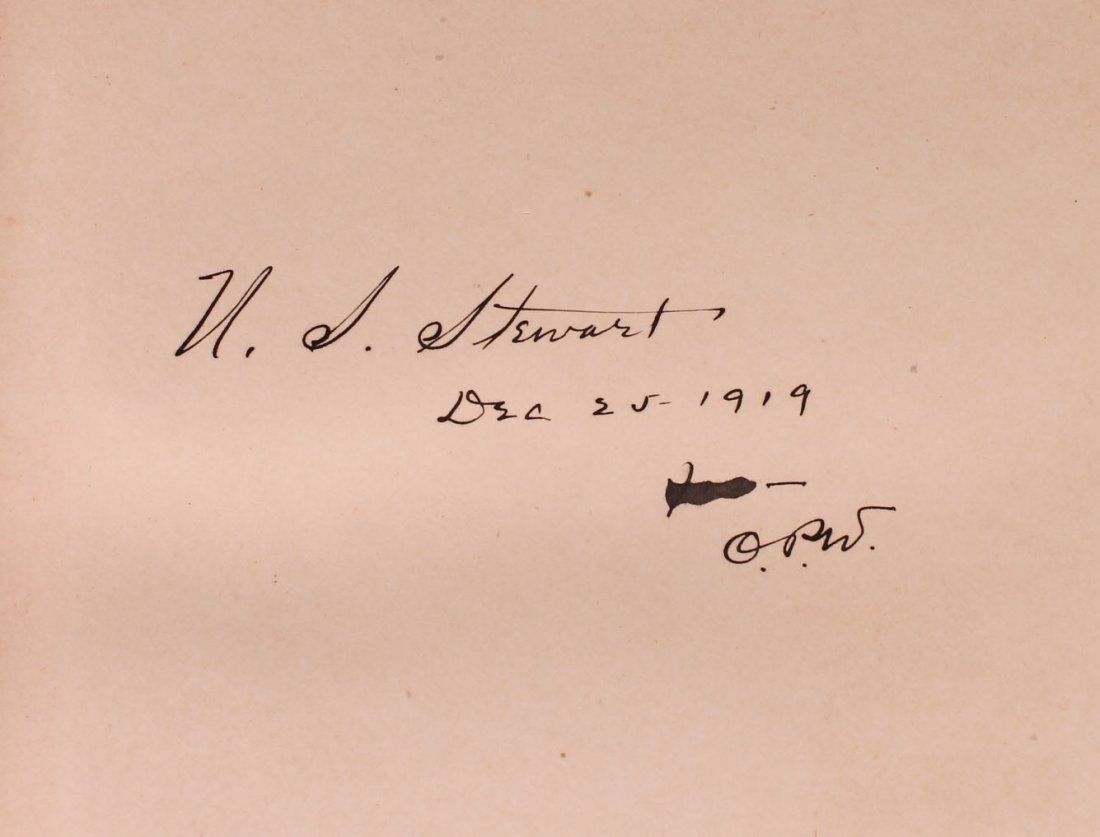 N. S. Stewart
Dec 25 - 1919
O.P.W.